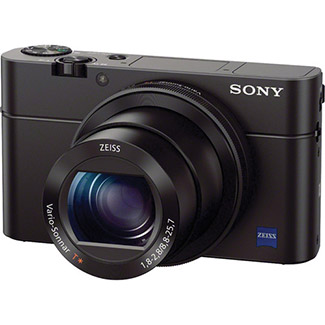 SONY
ZEISS
Vario-Sonnar T*
1,8-2,8/8,8-25,7
ZEISS